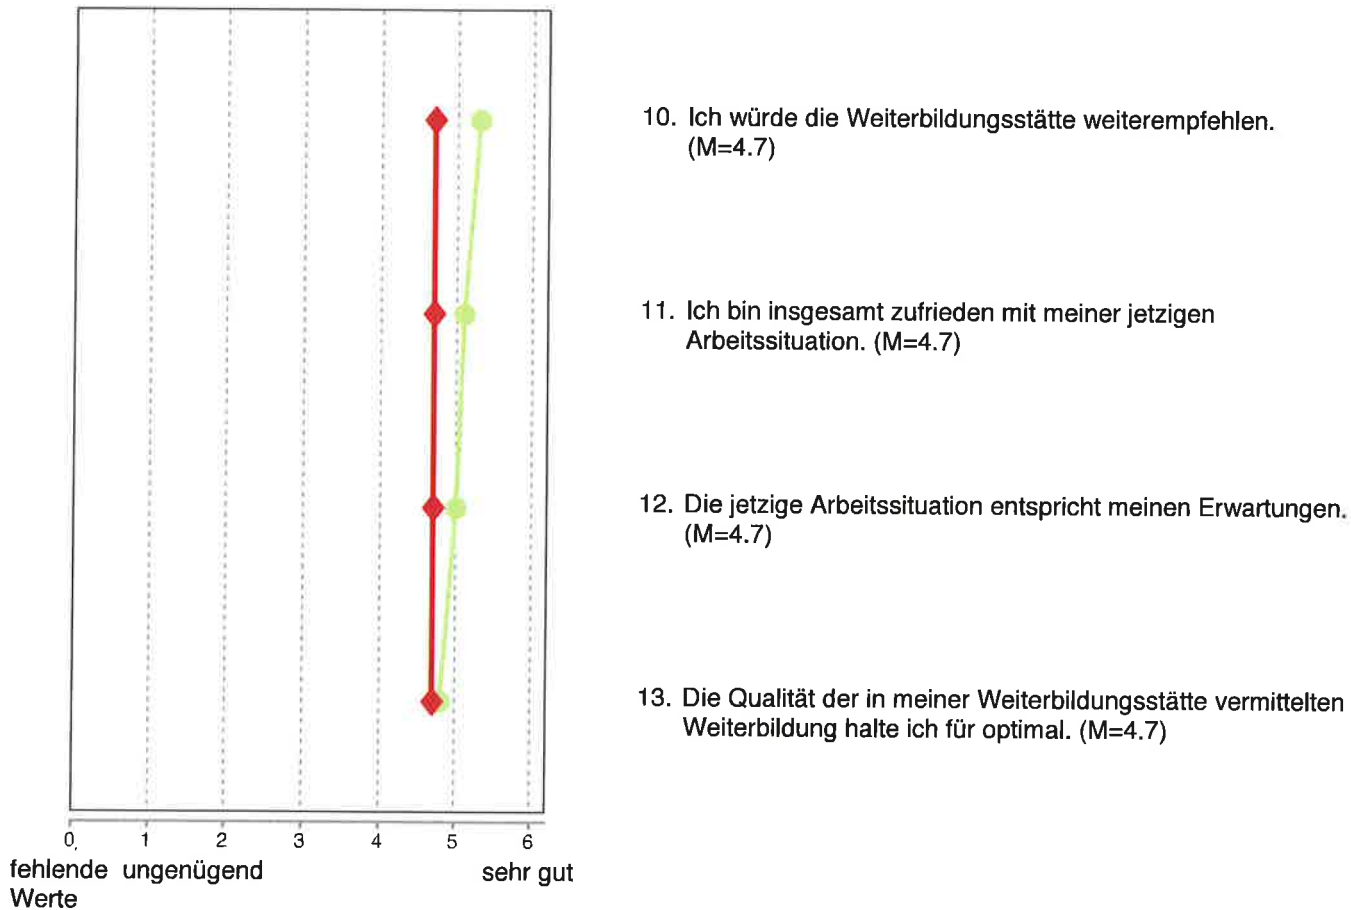 10. Ich würde die Weiterbildungsstätte weiterempfehlen.
(M=4.7)
11. Ich bin insgesamt zufrieden mit meiner jetzigen
Arbeitssituation. (M=4.7)
12. Die jetzige Arbeitssituation entspricht meinen Erwartungen.
(M=4.7)
13. Die Qualität der in meiner Weiterbildungsstätte vermittelten
Weiterbildung halte ich für optimal. (M=4.7)
0 1 2 3 4 5 6
fehlende ungenügend sehr gut
Werte